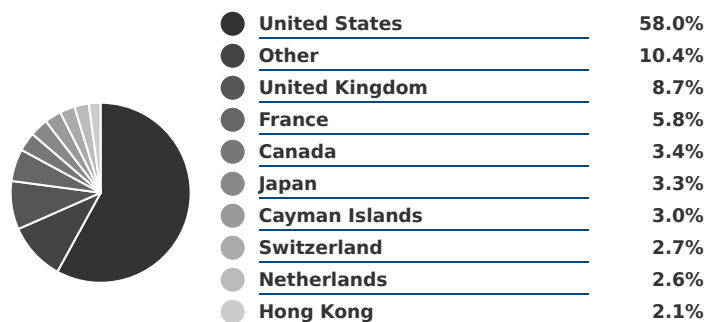 United States 58.0%
Other 10.4%
United Kingdom 8.7%
France 5.8%
Canada 3.4%
Japan 3.3%
Cayman Islands 3.0%
Switzerland 2.7%
Netherlands 2.6%
Hong Kong 2.1%